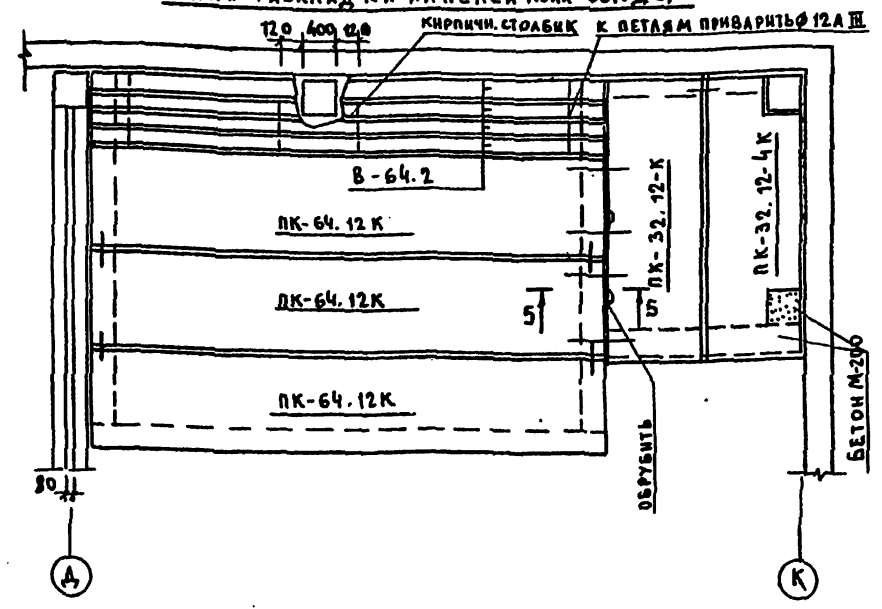 120 400 120
КИРПИЧН. СТОЛБИК
К ПЕТЛЯМ ПРИВАРИТЬ Ø 12 А III
В-64.2
ПК-64.12К
ПК-64.12К
ПК-64.12К
ПК-32.12-К
ПК-32.12-4К
5
5
ОБРУБИТЬ
БЕТОН М-200
80
Д
К